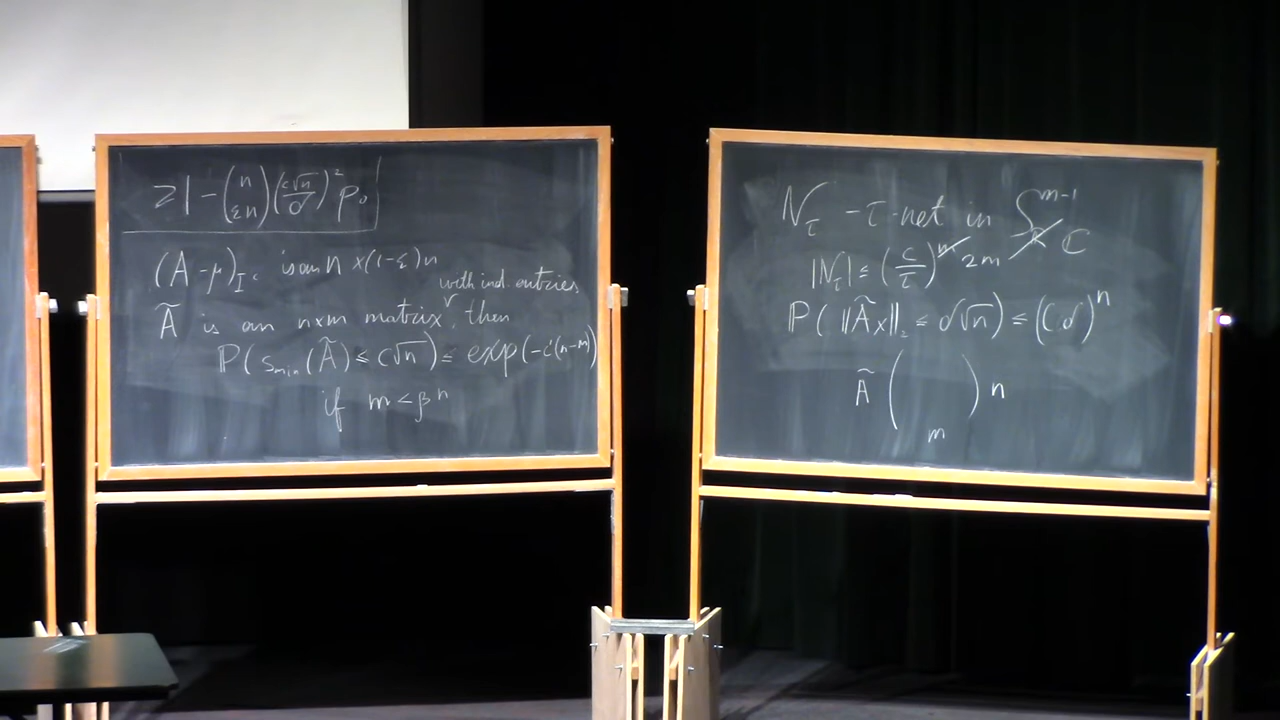 ≥ 1 - (n εn) (c√n/δ)² p₀
(A - μ)_{I^c} is an n × (1-ε)n
with ind. entries,
Ã is an n×m matrix ∨, then
P(s_min(Ã) ≤ c√n) ≤ exp(-c'(n-m))
if m < βn
N_τ - τ-net in S^{m-1} R C
|N_τ| ≤ (c/τ)^{m 2m}
P(‖Ãx‖₂ ≤ δ√n) ≤ (Cδ)^n
Ã ( ) n
m